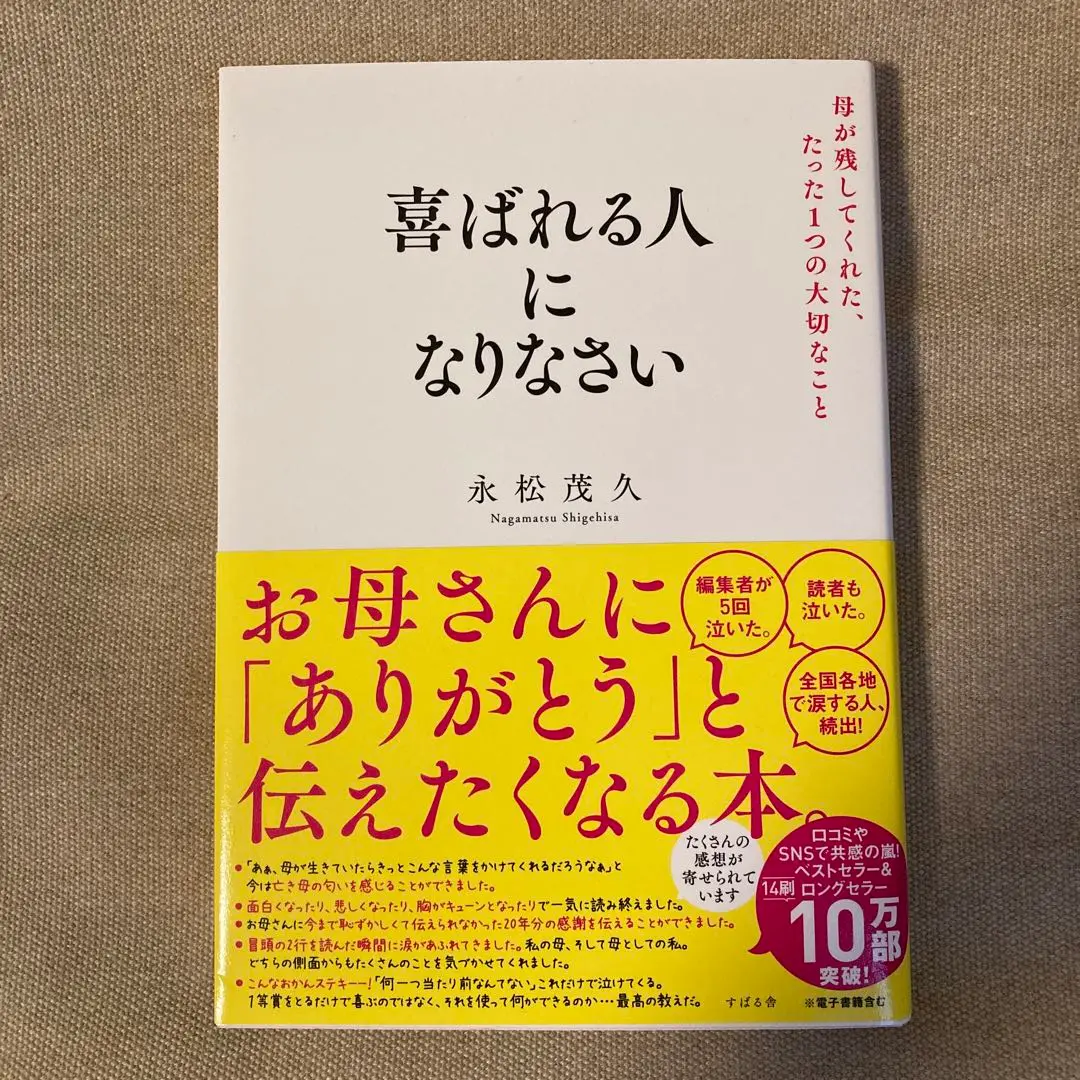 母が残してくれた、
たった1つの大切なこと
喜ばれる人
に
なりなさい
永松茂久
Nagamatsu Shigehisa
お母さんに
「ありがとう」と
伝えたくなる本。
編集者が
5回
泣いた。
読者も
泣いた。
全国各地
で涙する人、
続出!
たくさんの
感想が
寄せられて
います
●「あぁ、母が生きていたらきっとこんな言葉をかけてくれるだろうなぁ」と
今は亡き母の匂いを感じることができました。
●面白くなったり、悲しくなったり、胸がキューンとなったりで一気に読み終えました。
●お母さんに今まで恥ずかしくて伝えられなかった20年分の感謝を伝えることができました。
●冒頭の2行を読んだ瞬間に涙があふれてきました。私の母、そして母としての私。
どちらの側面からもたくさんのことを気づかせてくれました。
●こんなおかんステキーー!「何一つ当たり前なんてない」これだけで泣けてくる。
1等賞をとるだけで喜ぶのではなく、それを使って何ができるのか…最高の教えだ。
口コミや
SNSで共感の嵐!
ベストセラー&
ロングセラー
14刷
10万部
突破!
すばる舎
※電子書籍含む